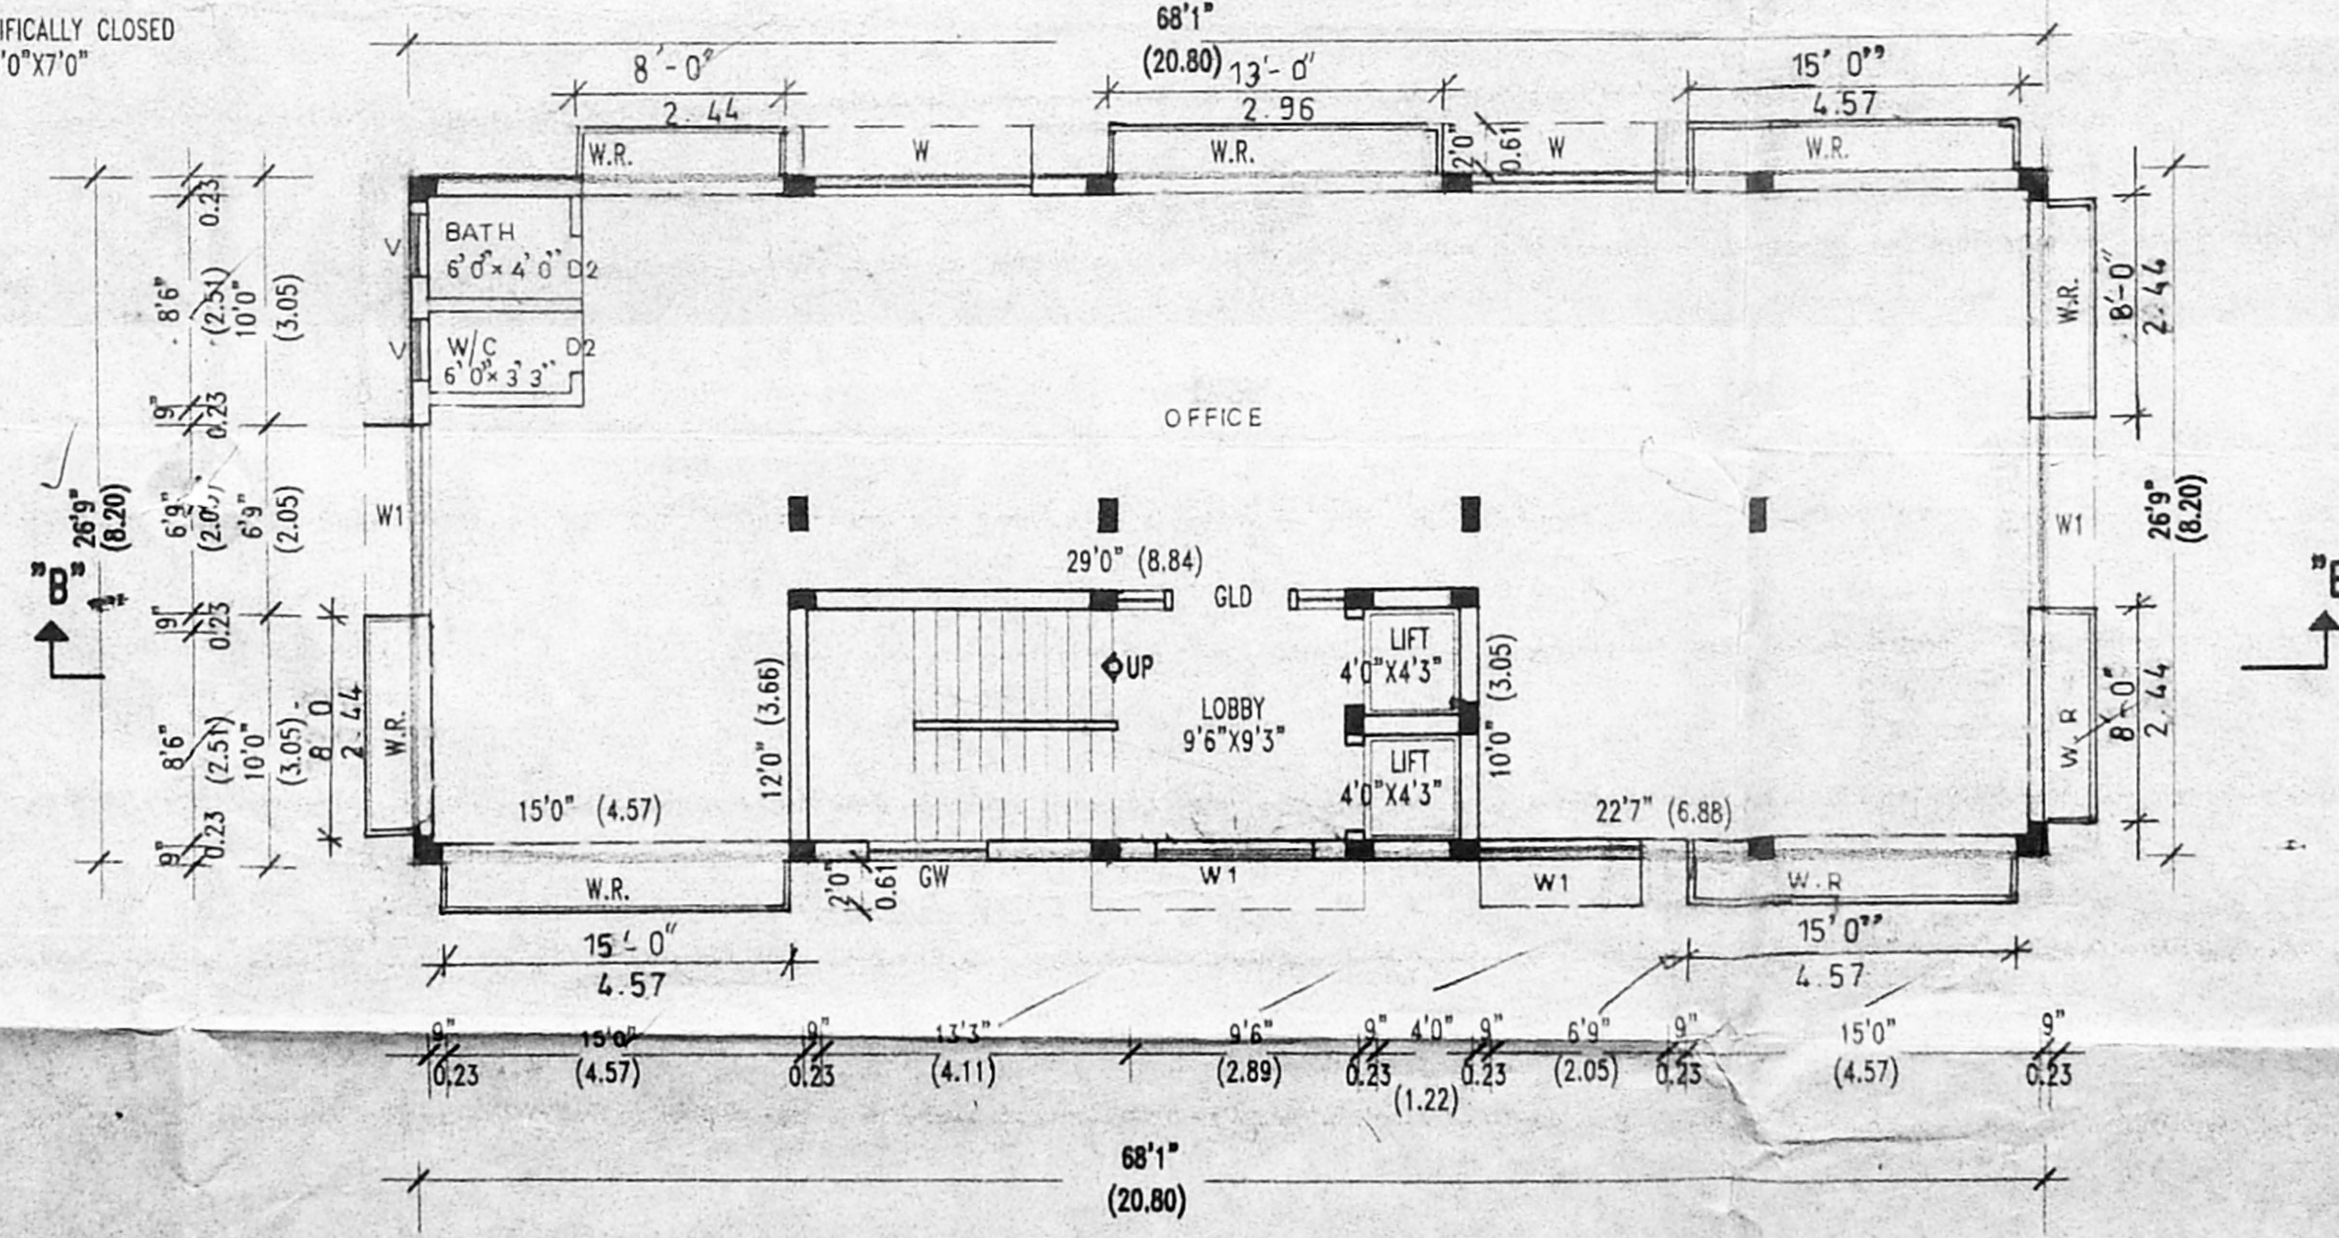 IFICALLY CLOSED
'0"X7'0"
68'1"
(20.80)
8'-0"
2.44
13'-0"
2.96
15'0"
4.57
W.R.
W
W.R.
2'0"
0.61
W
W.R.
0.23
8'6"
(2.51)
10'0"
(3.05)
9"
0.23
V
BATH
6'0"x4'0" D2
V
W/C D2
6'0"x3'3"
W.R.
8'-0"
2.44
OFFICE
26'9"
(8.20)
6'9"
6'9"
(2.05)
W1
W1
26'9"
(8.20)
"B"
29'0" (8.84)
GLD
9"
0.23
8'6"
(2.51)
10'0"
(3.05)
8 0
2.44
W.R.
9"
0.23
12'0" (3.66)
UP
LOBBY
9'6"X9'3"
LIFT
4'0"X4'3"
LIFT
4'0"X4'3"
10'0" (3.05)
W.R
8'-0"
2.44
15'0" (4.57)
22'7" (6.88)
W.R.
2'0"
0.61
GW
W1
W1
W.R
15'-0"
4.57
15'0"
4.57
9" 15'0" 9" 13'3" 9'6" 9" 4'0" 9" 6'9" 9" 15'0" 9"
0.23 (4.57) 0.23 (4.11) (2.89) 0.23 (1.22) 0.23 (2.05) 0.23 (4.57) 0.23
68'1"
(20.80)